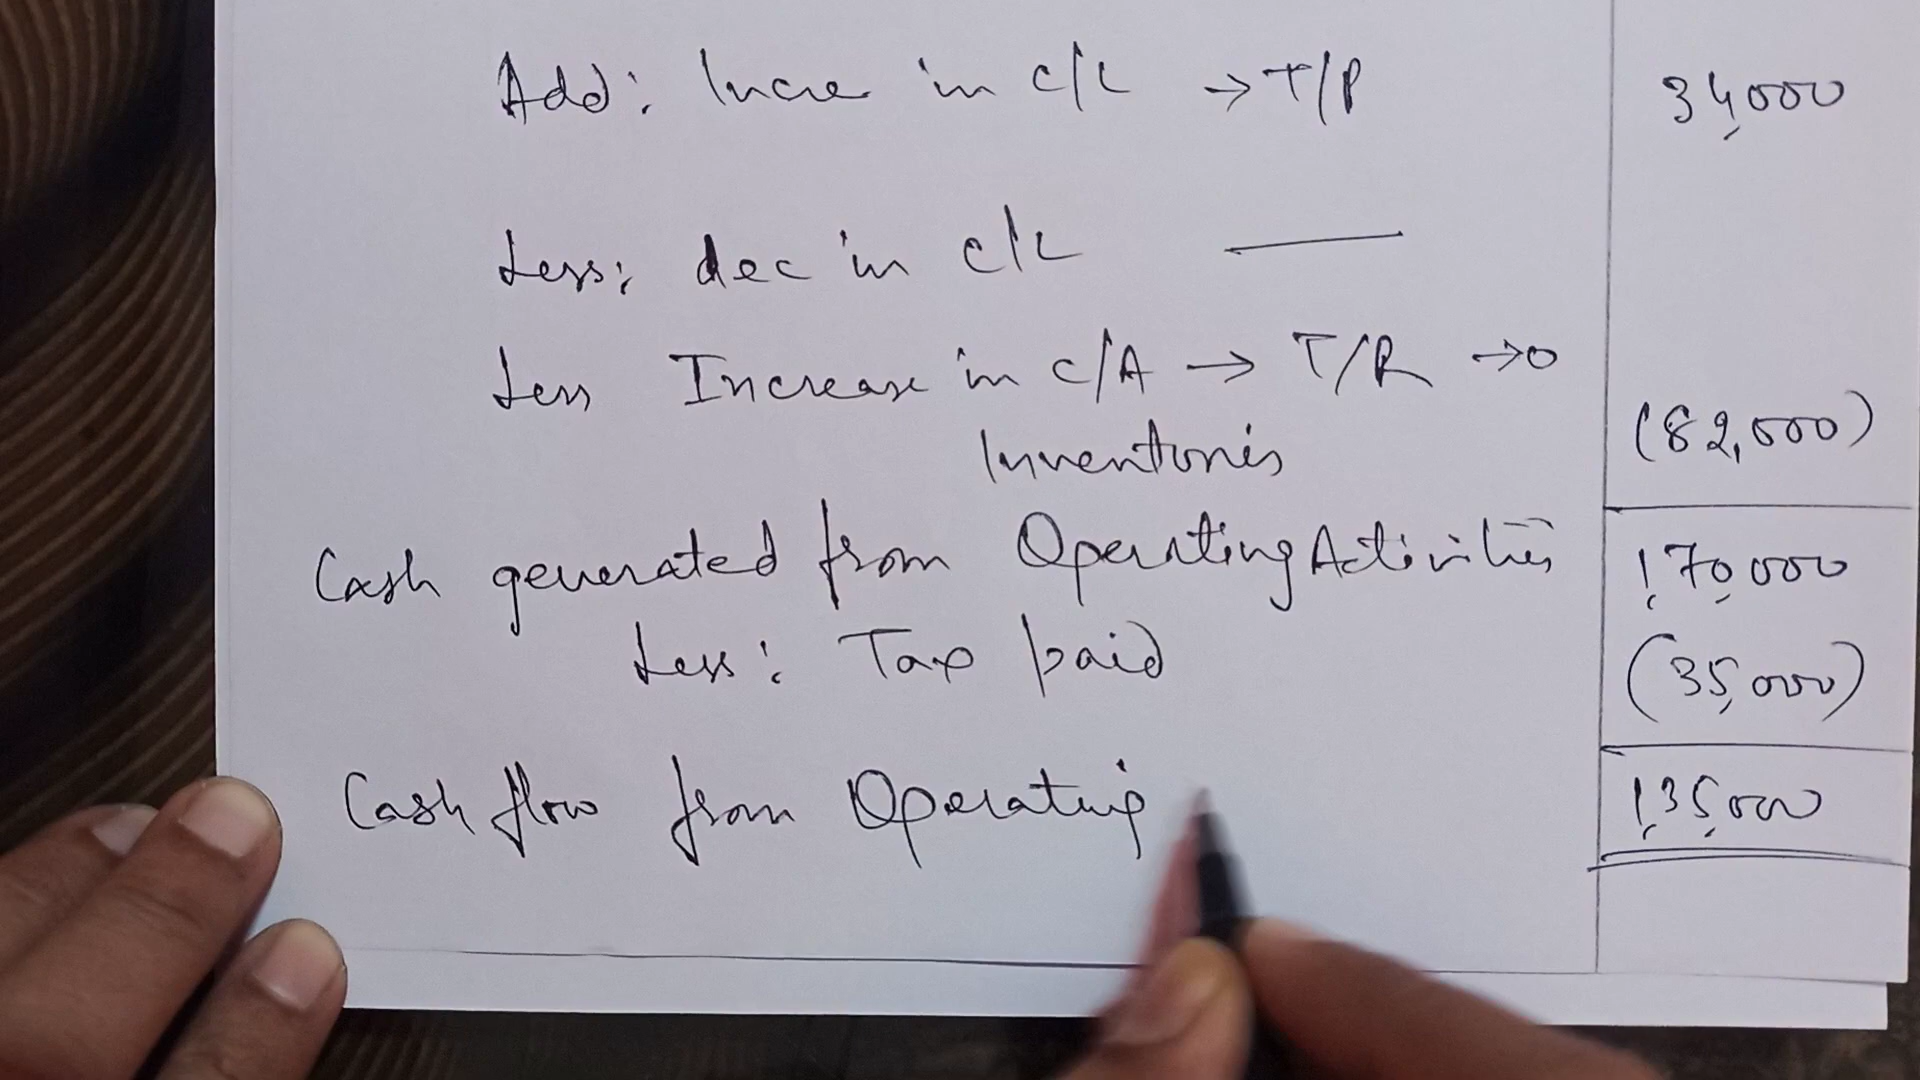 Add: Incre in c/L → T/P 34,000
Less: dec in c/L —
Less Increase in c/A → T/R → 0
Inventories (82,000)
Cash generated from Operating Activities 1,70,000
Less: Tax paid (35,000)
Cash flow from Operating 1,35,000